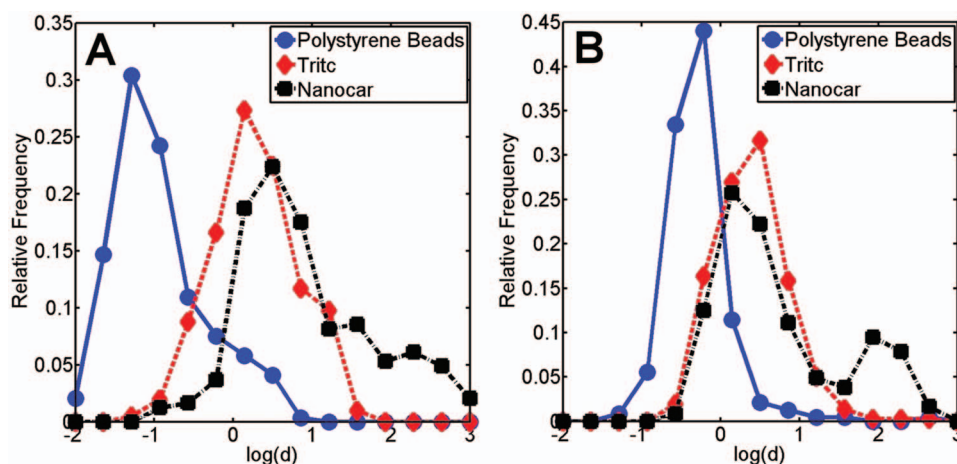 A
Polystyrene Beads
Tritc
Nanocar
Relative Frequency
0.35
0.3
0.25
0.2
0.15
0.1
0.05
0
-2
-1
0
1
2
3
log(d)
B
Polystyrene Beads
Tritc
Nanocar
Relative Frequency
0.45
0.4
0.35
0.3
0.25
0.2
0.15
0.1
0.05
0
-2
-1
0
1
2
3
log(d)